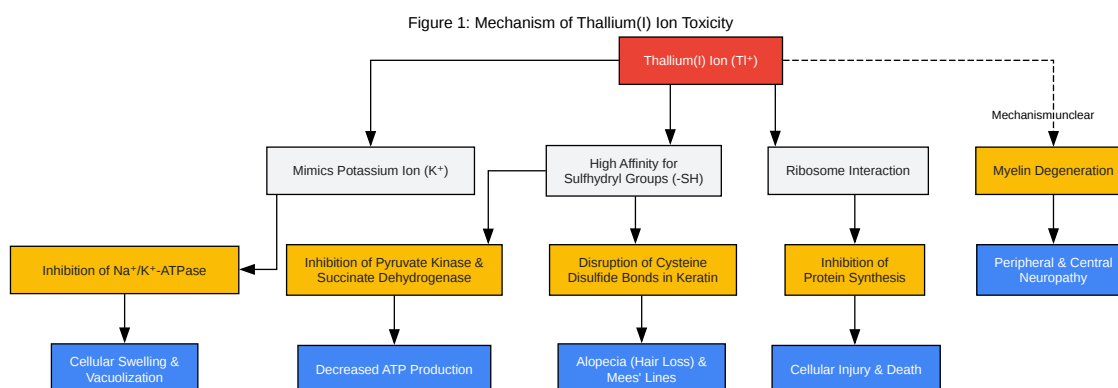 Figure 1: Mechanism of Thallium(I) Ion Toxicity
Thallium(I) Ion (Tl⁺)
Mechanism unclear
Mimics Potassium Ion (K⁺)
High Affinity for
Sulfhydryl Groups (-SH)
Ribosome Interaction
Myelin Degeneration
Inhibition of Na⁺/K⁺-ATPase
Inhibition of Pyruvate Kinase &
Succinate Dehydrogenase
Disruption of Cysteine
Disulfide Bonds in Keratin
Inhibition of
Protein Synthesis
Peripheral & Central
Neuropathy
Cellular Swelling &
Vacuolization
Decreased ATP Production
Alopecia (Hair Loss) &
Mees' Lines
Cellular Injury & Death